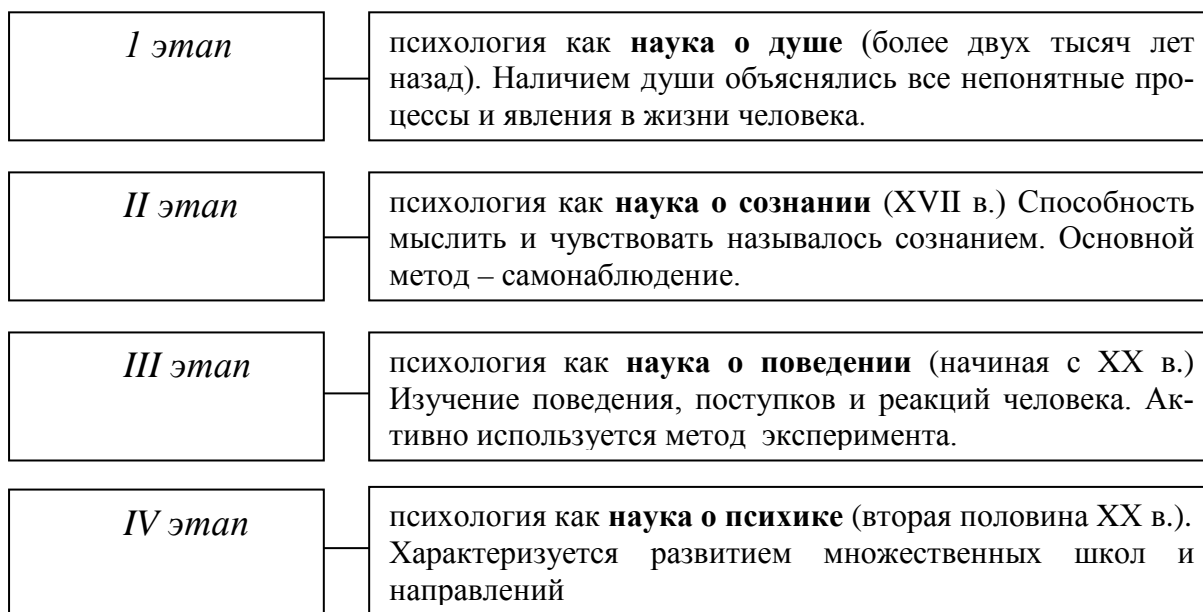 1 этап
психология как наука о душе (более двух тысяч лет
назад). Наличием души объяснялись все непонятные про-
цессы и явления в жизни человека.
II этап
психология как наука о сознании (XVII в.) Способность
мыслить и чувствовать называлось сознанием. Основной
метод – самонаблюдение.
III этап
психология как наука о поведении (начиная с XX в.)
Изучение поведения, поступков и реакций человека. Ак-
тивно используется метод эксперимента.
IV этап
психология как наука о психике (вторая половина XX в.).
Характеризуется развитием множественных школ и
направлений